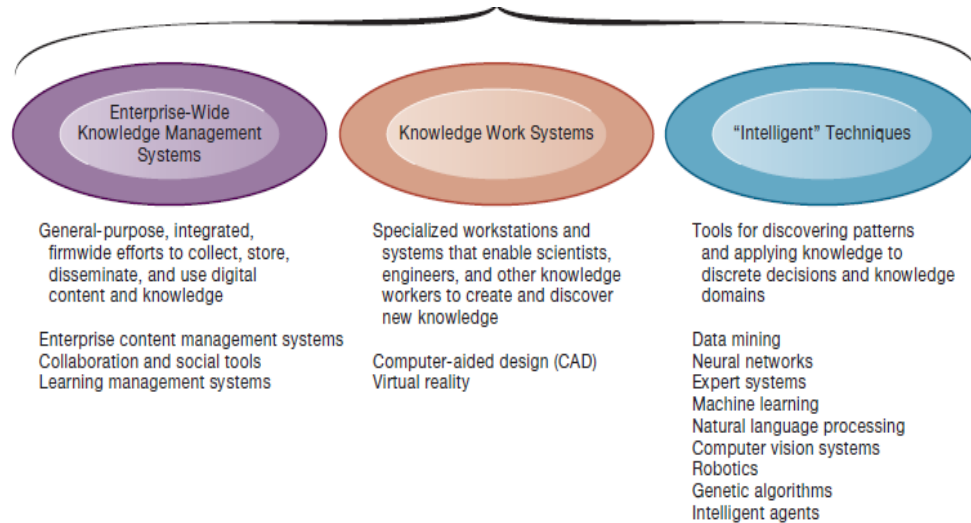 Enterprise-Wide
Knowledge Management
Systems
General-purpose, integrated,
firmwide efforts to collect, store,
disseminate, and use digital
content and knowledge
Enterprise content management systems
Collaboration and social tools
Learning management systems
Knowledge Work Systems
Specialized workstations and
systems that enable scientists,
engineers, and other knowledge
workers to create and discover
new knowledge
Computer-aided design (CAD)
Virtual reality
“Intelligent” Techniques
Tools for discovering patterns
and applying knowledge to
discrete decisions and knowledge
domains
Data mining
Neural networks
Expert systems
Machine learning
Natural language processing
Computer vision systems
Robotics
Genetic algorithms
Intelligent agents